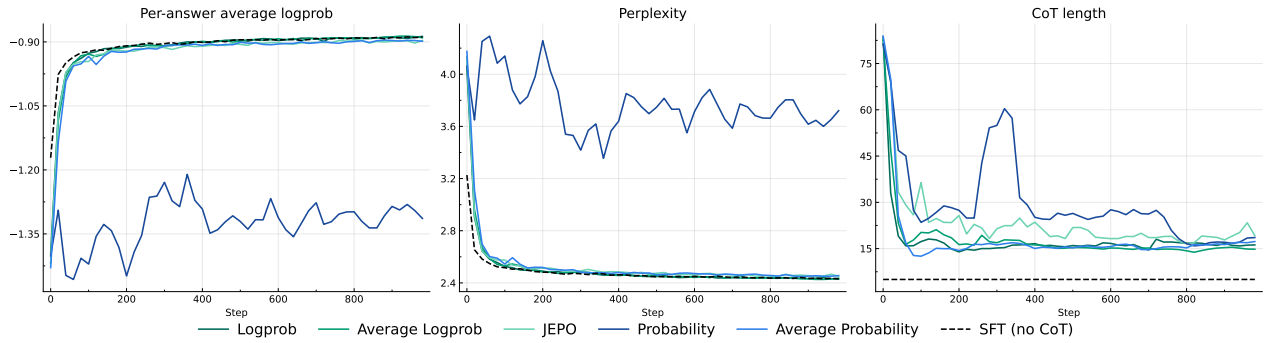 Per-answer average logprob
Perplexity
CoT length
−0.90
−1.05
−1.20
−1.35
0
200
400
600
800
Step
4.0
3.6
3.2
2.8
2.4
0
200
400
600
800
Step
75
60
45
30
15
0
200
400
600
800
Step
Logprob
Average Logprob
JEPO
Probability
Average Probability
SFT (no CoT)